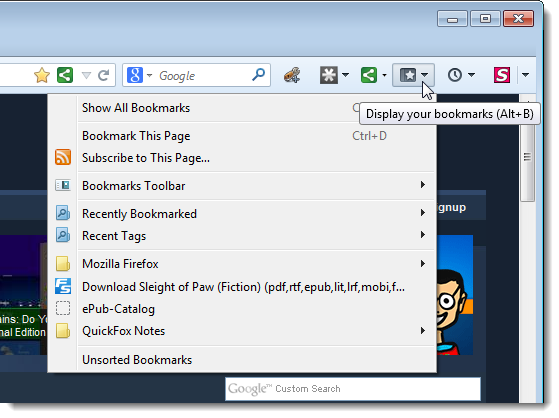 Google
Show All Bookmarks
Display your bookmarks (Alt+B)
Bookmark This Page Ctrl+D
Subscribe to This Page...
Bookmarks Toolbar
Recently Bookmarked
ignup
Recent Tags
Mozilla Firefox
Download Sleight of Paw (Fiction) (pdf,rtf,epub,lit,lrf,mobi,f...
ePub-Catalog
ains: Do Yo
QuickFox Notes
nal Edition
Unsorted Bookmarks
Google™ Custom Search